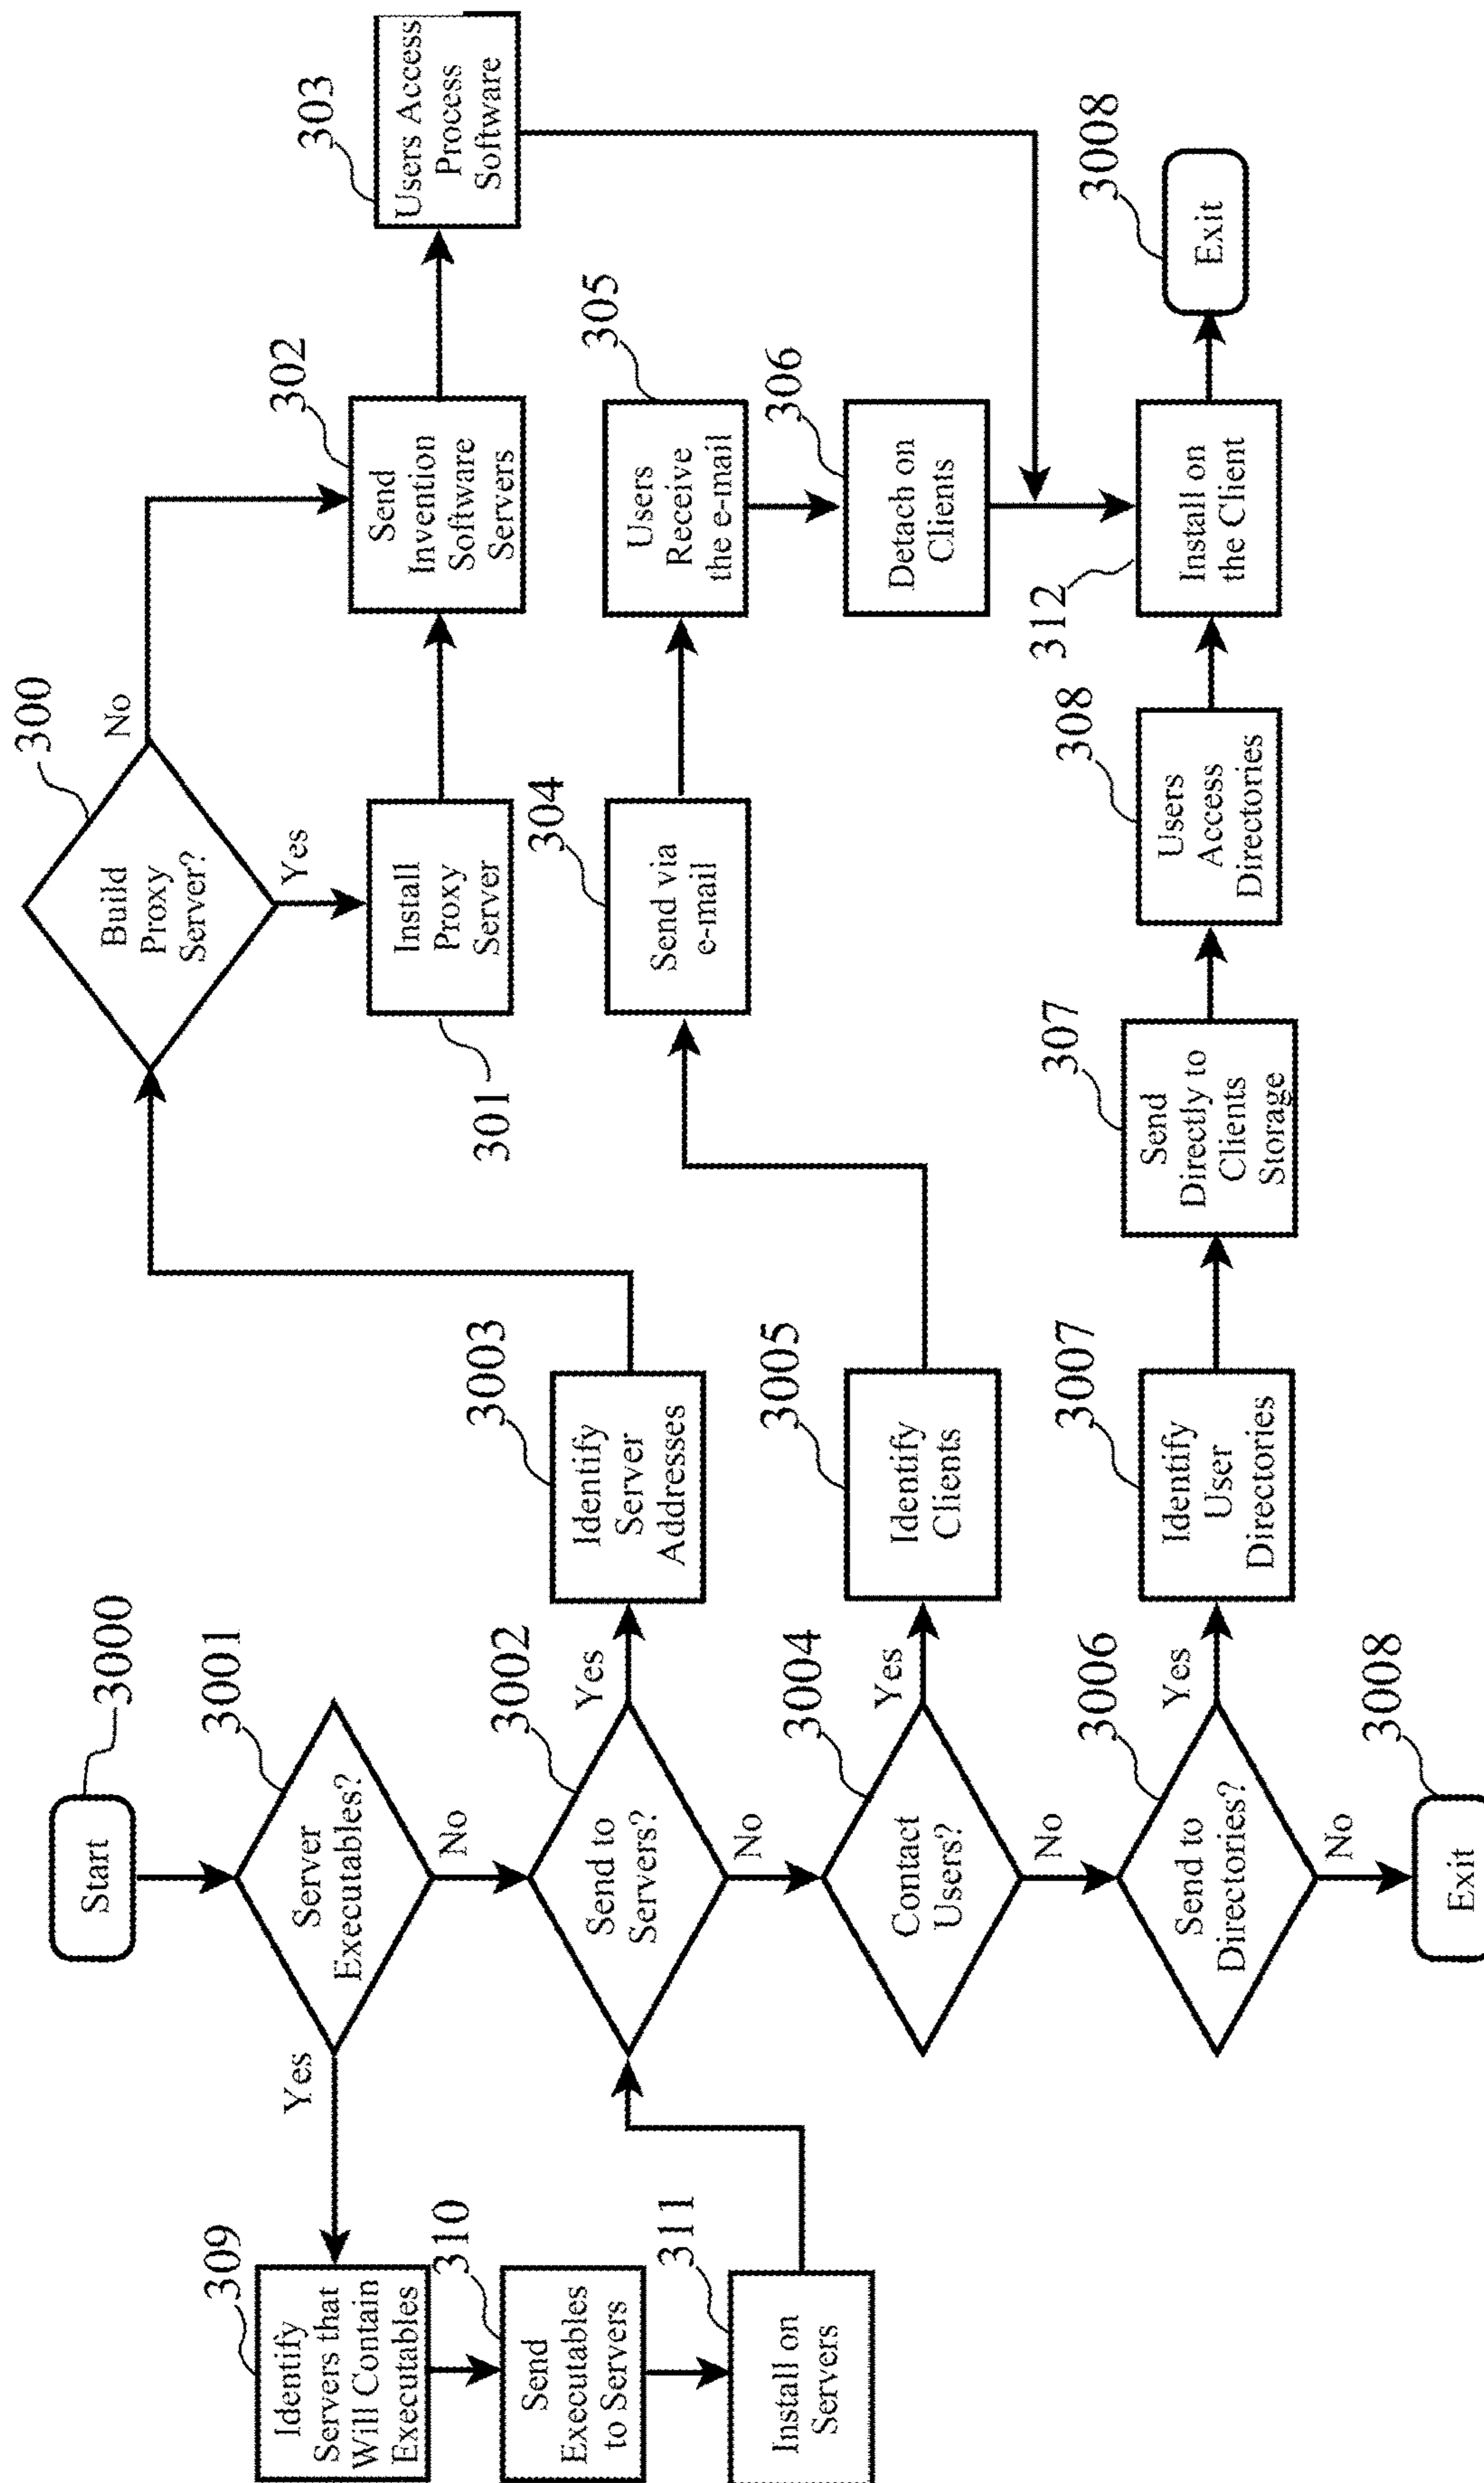 3000
Start
3001
Server
Executables?
Yes
No
309
Identify
Servers that
Will Contain
Executables
310
Send
Executables
to Servers
311
Install on
Servers
3002
Send to
Servers?
Yes
No
3003
Identify
Server
Addresses
3004
Contact
Users?
Yes
No
3005
Identify
Clients
3006
Send to
Directories?
Yes
No
3007
Identify
User
Directories
3008
Exit
300
Build
Proxy
Server?
No
Yes
301
Install
Proxy
Server
302
Send
Invention
Software
Servers
303
Users Access
Process
Software
304
Send via
e-mail
305
Users
Receive
the e-mail
306
Detach on
Clients
307
Send
Directly to
Clients
Storage
308
Users
Access
Directories
312
Install on
the Client
3008
Exit